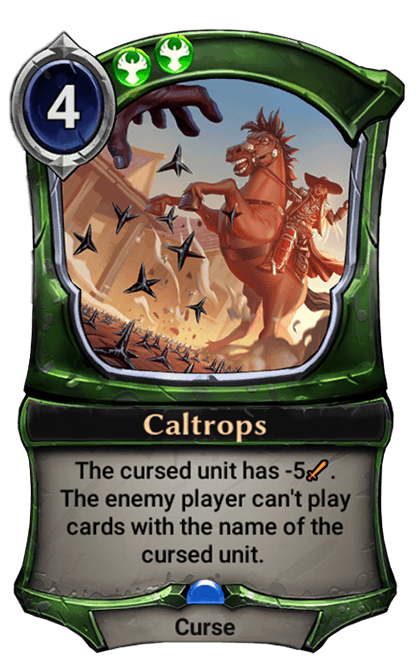 4
Caltrops
The cursed unit has -5.
The enemy player can't play
cards with the name of the
cursed unit.
Curse